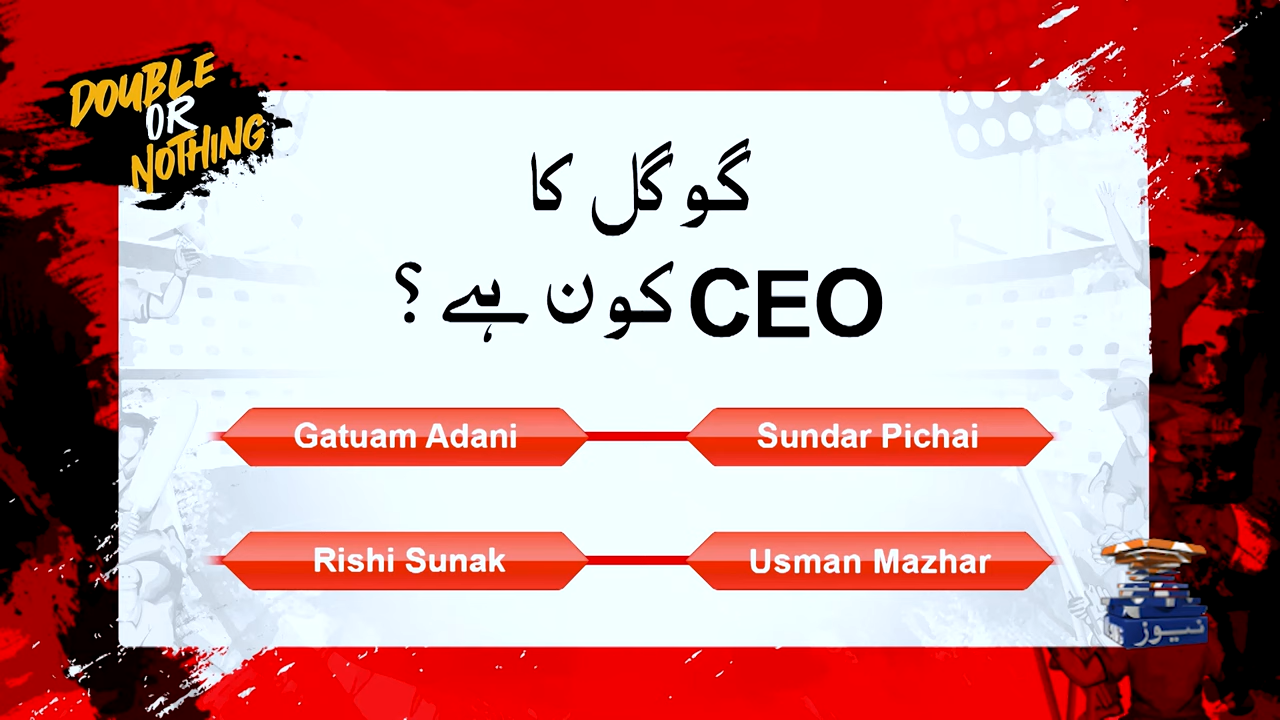 DOUBLE
OR
NOTHING
گوگل کا
CEO کون ہے ؟
Gatuam Adani
Sundar Pichai
Rishi Sunak
Usman Mazhar
نیوز